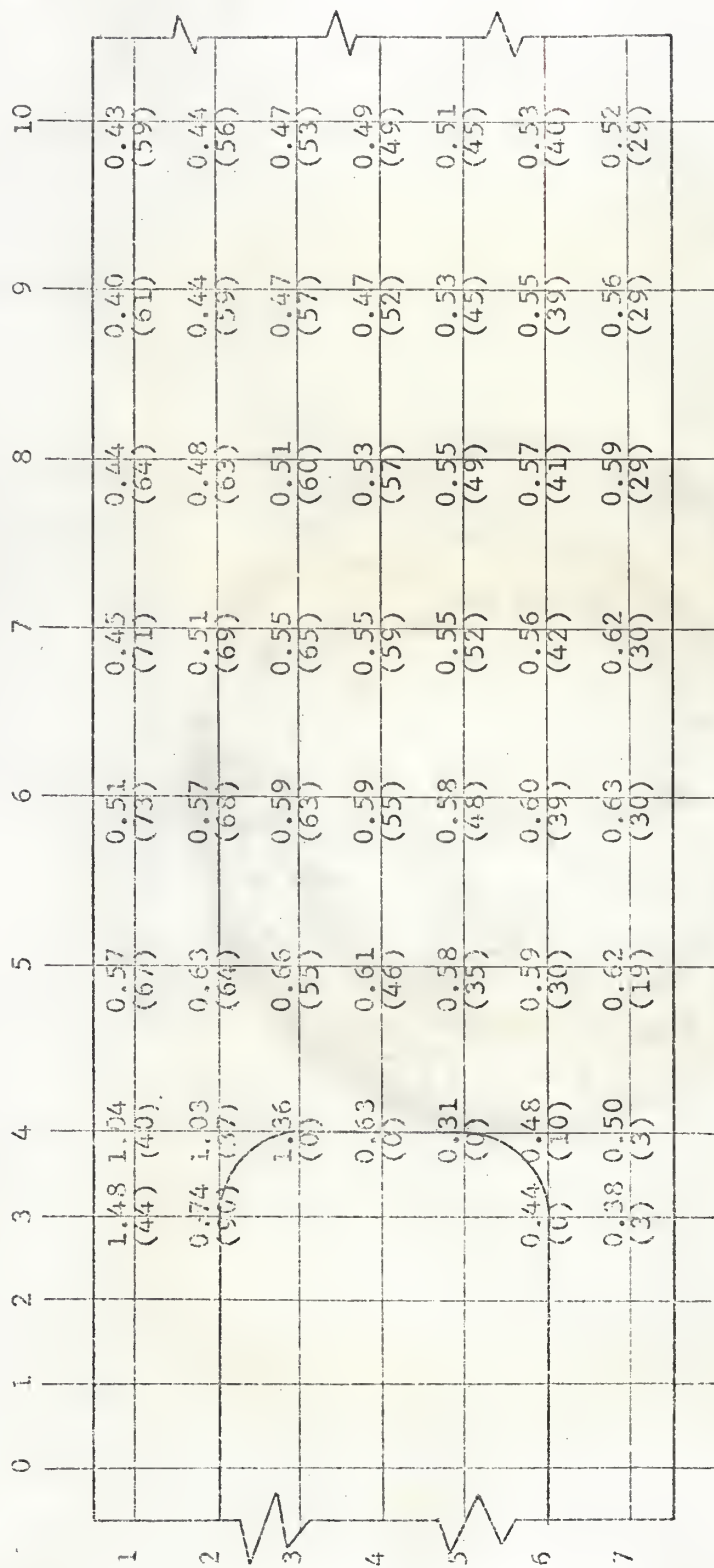 0 1 2 3 4 5 6 7 8 9 10
1 1.48 1.04 0.57 0.51 0.45 0.44 0.40 0.43
(44) (40) (67) (73) (71) (64) (61) (59)
2 0.74 1.03 0.63 0.57 0.51 0.48 0.44 0.44
(90) (37) (64) (68) (69) (63) (59) (56)
3 1.36 0.66 0.59 0.55 0.51 0.47 0.47
(0) (55) (63) (65) (60) (57) (53)
4 0.63 0.61 0.59 0.55 0.53 0.47 0.49
(0) (46) (55) (59) (57) (52) (49)
5 0.31 0.58 0.58 0.55 0.55 0.53 0.51
(0) (35) (48) (52) (49) (45) (45)
6 0.44 0.48 0.59 0.60 0.56 0.57 0.55 0.53
(0) (10) (30) (39) (42) (41) (39) (40)
7 0.38 0.50 0.62 0.63 0.62 0.59 0.56 0.52
(3) (3) (19) (30) (30) (29) (29) (29)